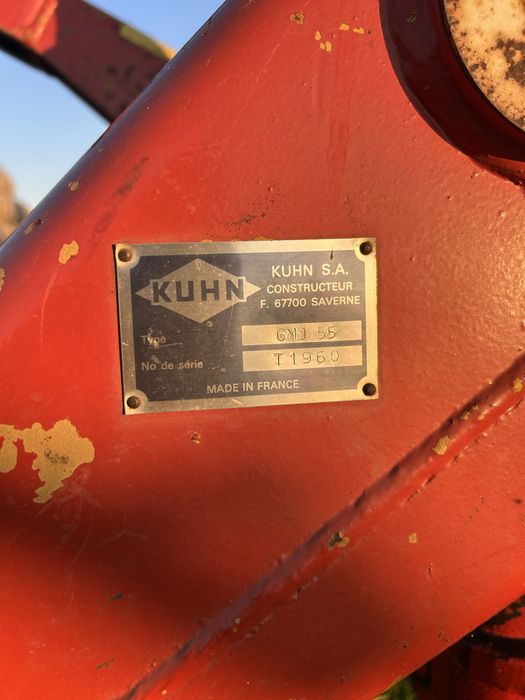 KUHN
KUHN S.A.
CONSTRUCTEUR
F. 67700 SAVERNE
Type GMD 55
No de série T1960
MADE IN FRANCE